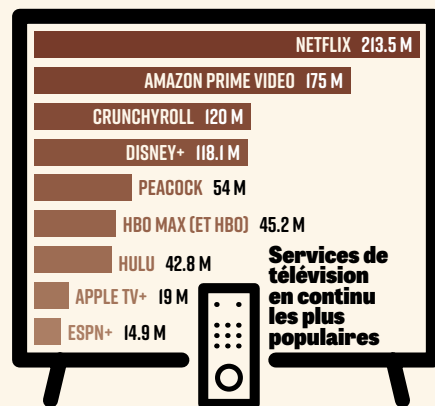 NETFLIX 213.5 M
AMAZON PRIME VIDEO 175 M
CRUNCHYROLL 120 M
DISNEY+ 118.1 M
PEACOCK 54 M
HBO MAX (ET HBO) 45.2 M
HULU 42.8 M
APPLE TV+ 19 M
ESPN+ 14.9 M
Services de
télévision
en continu
les plus
populaires